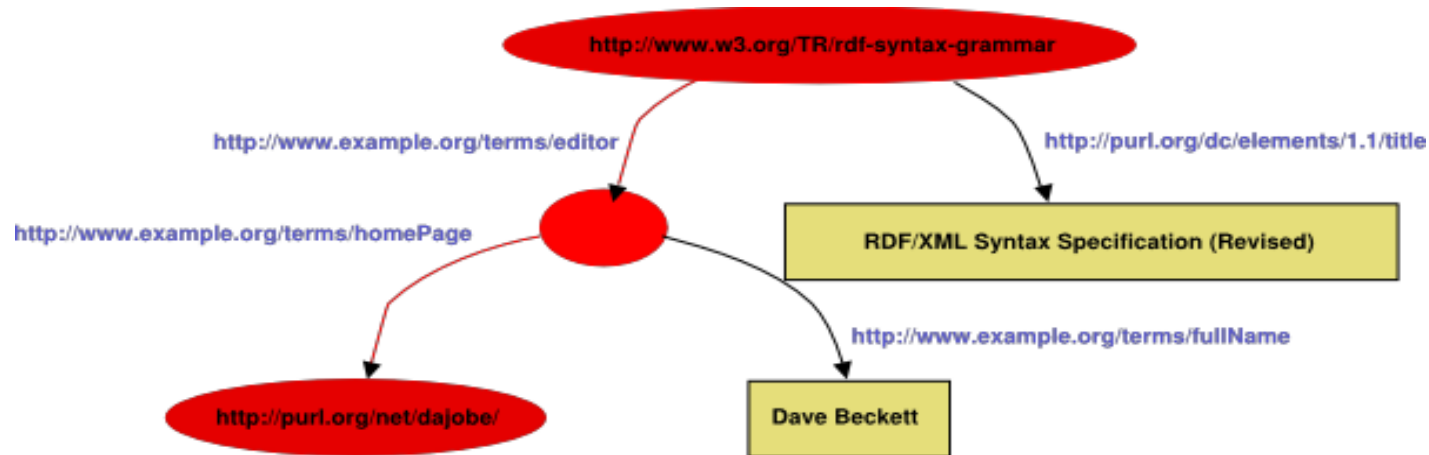 http://www.w3.org/TR/rdf-syntax-grammar
http://www.example.org/terms/editor
http://purl.org/dc/elements/1.1/title
http://www.example.org/terms/homePage
RDF/XML Syntax Specification (Revised)
http://www.example.org/terms/fullName
http://purl.org/net/dajobe/
Dave Beckett